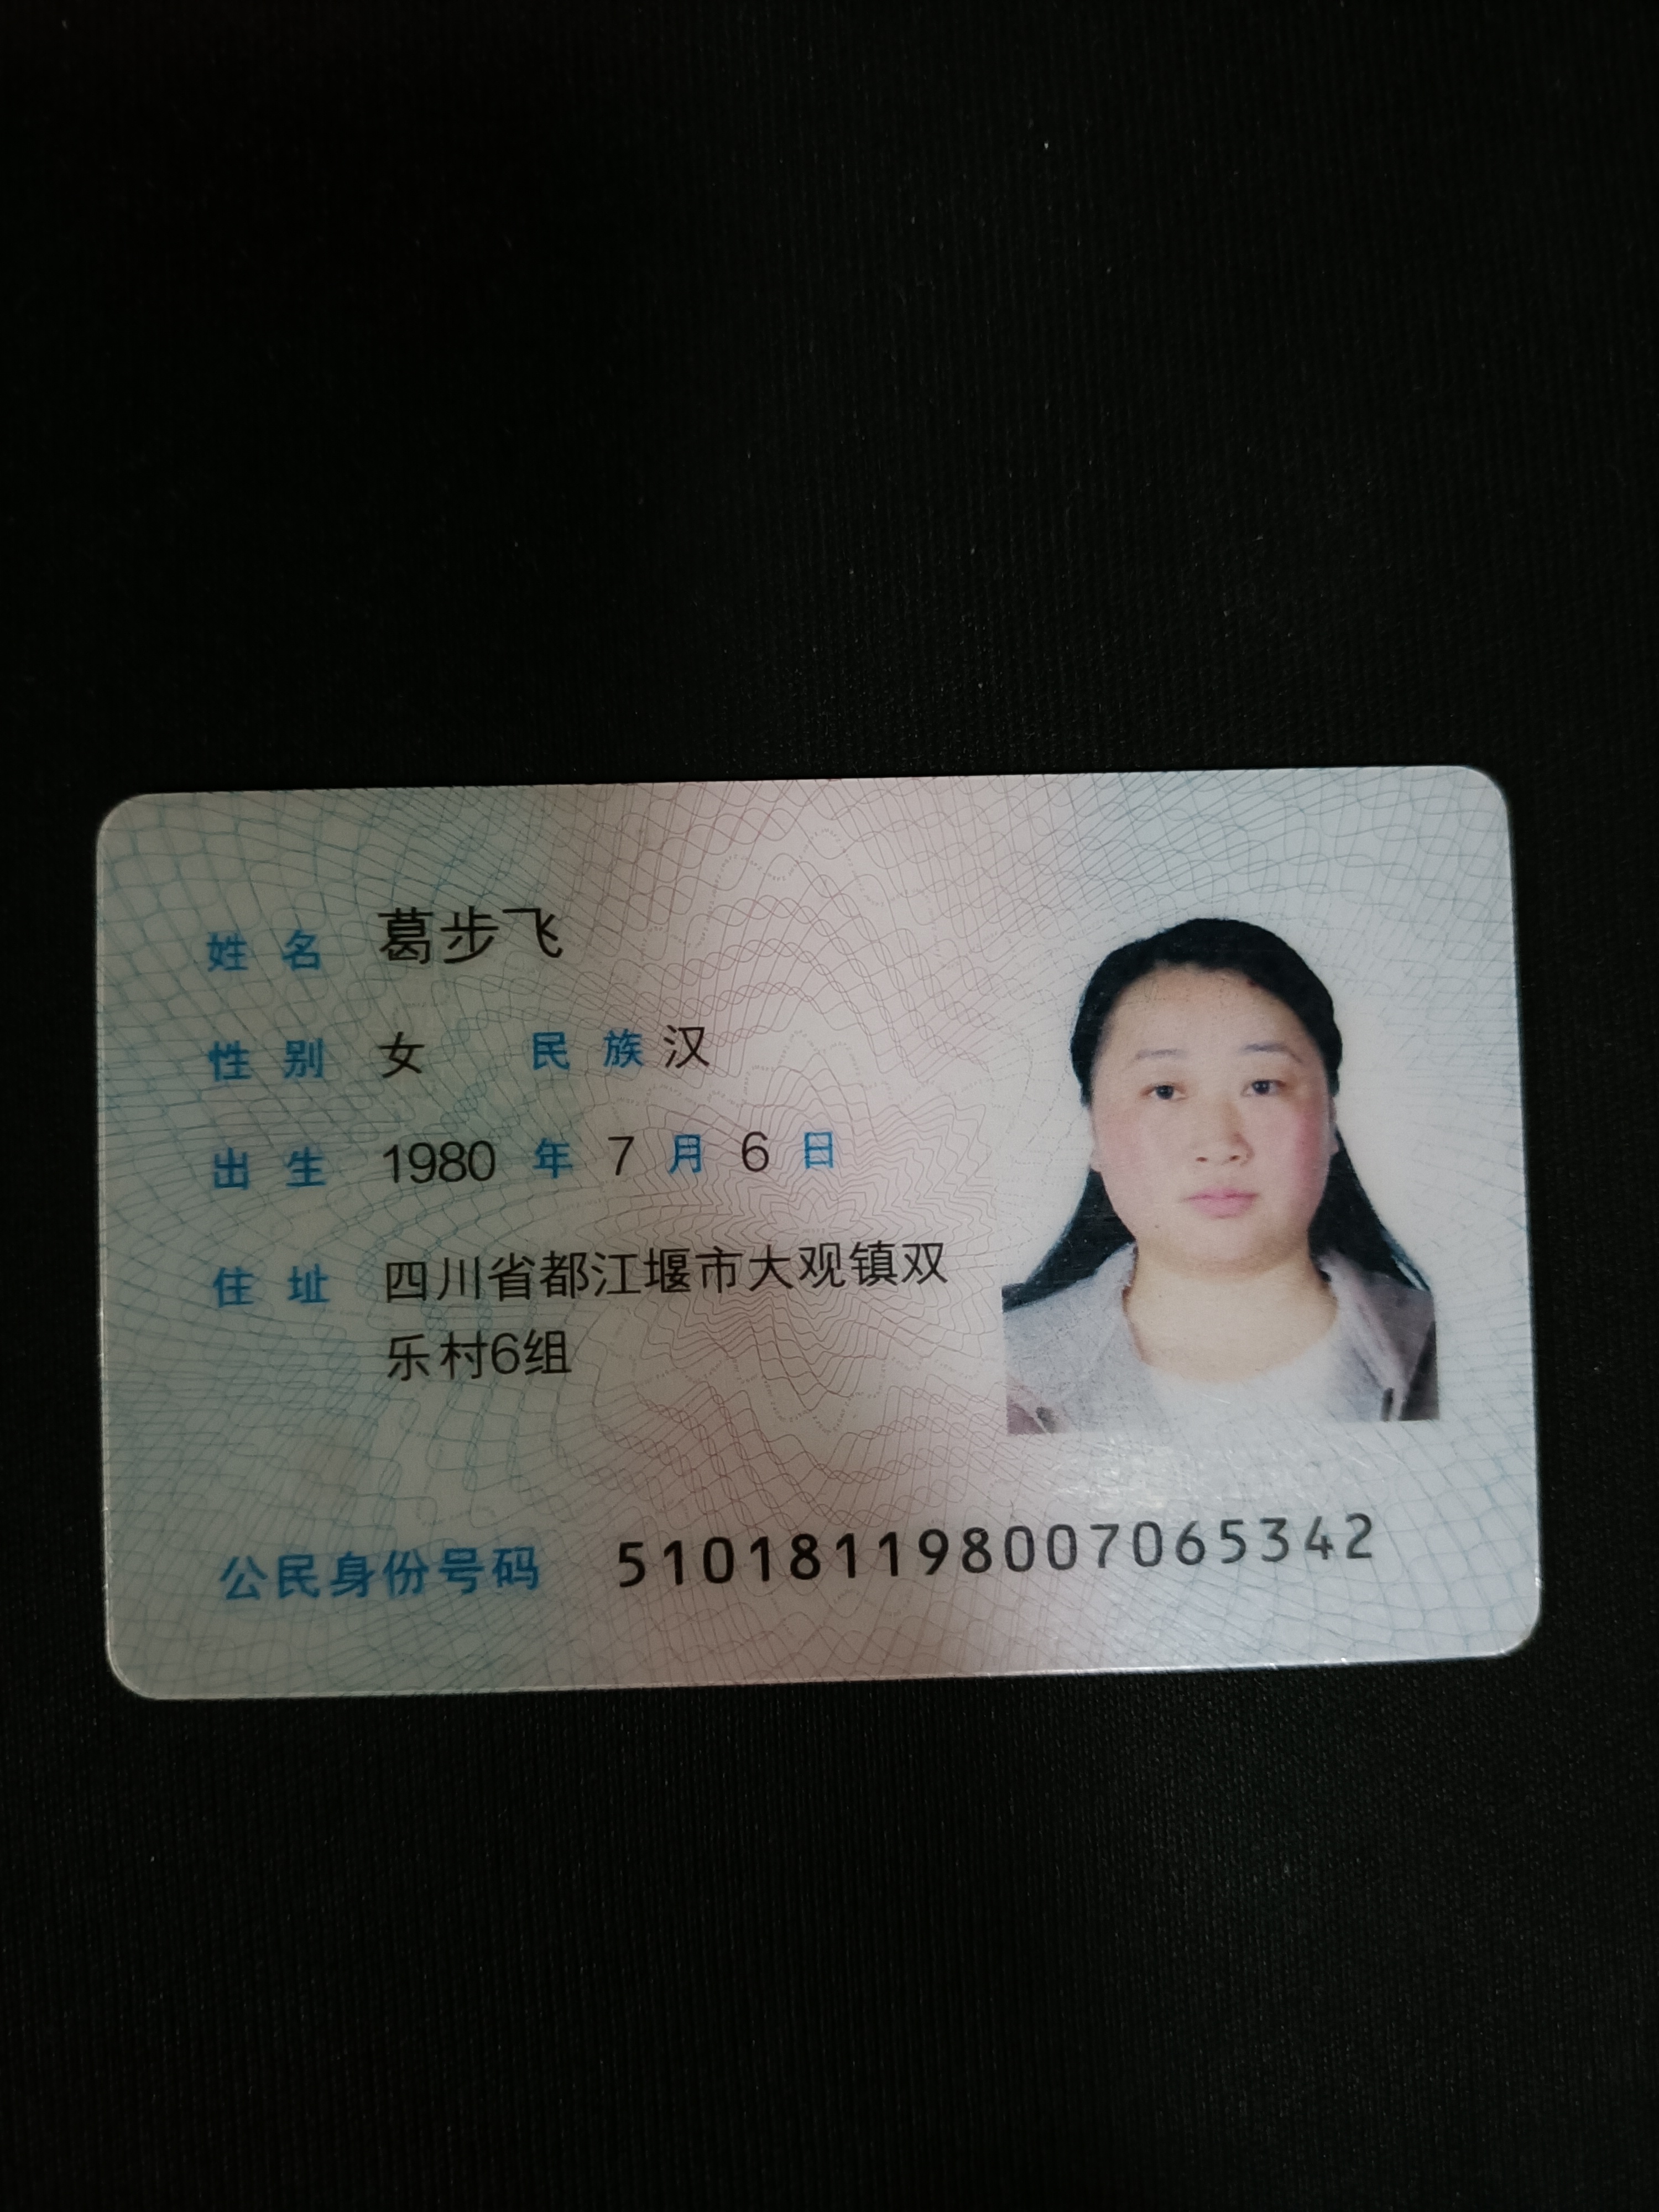 姓名 葛步飞
性别 女 民族 汉
出生 1980 年 7 月 6 日
住址 四川省都江堰市大观镇双
乐村6组
公民身份号码 510181198007065342